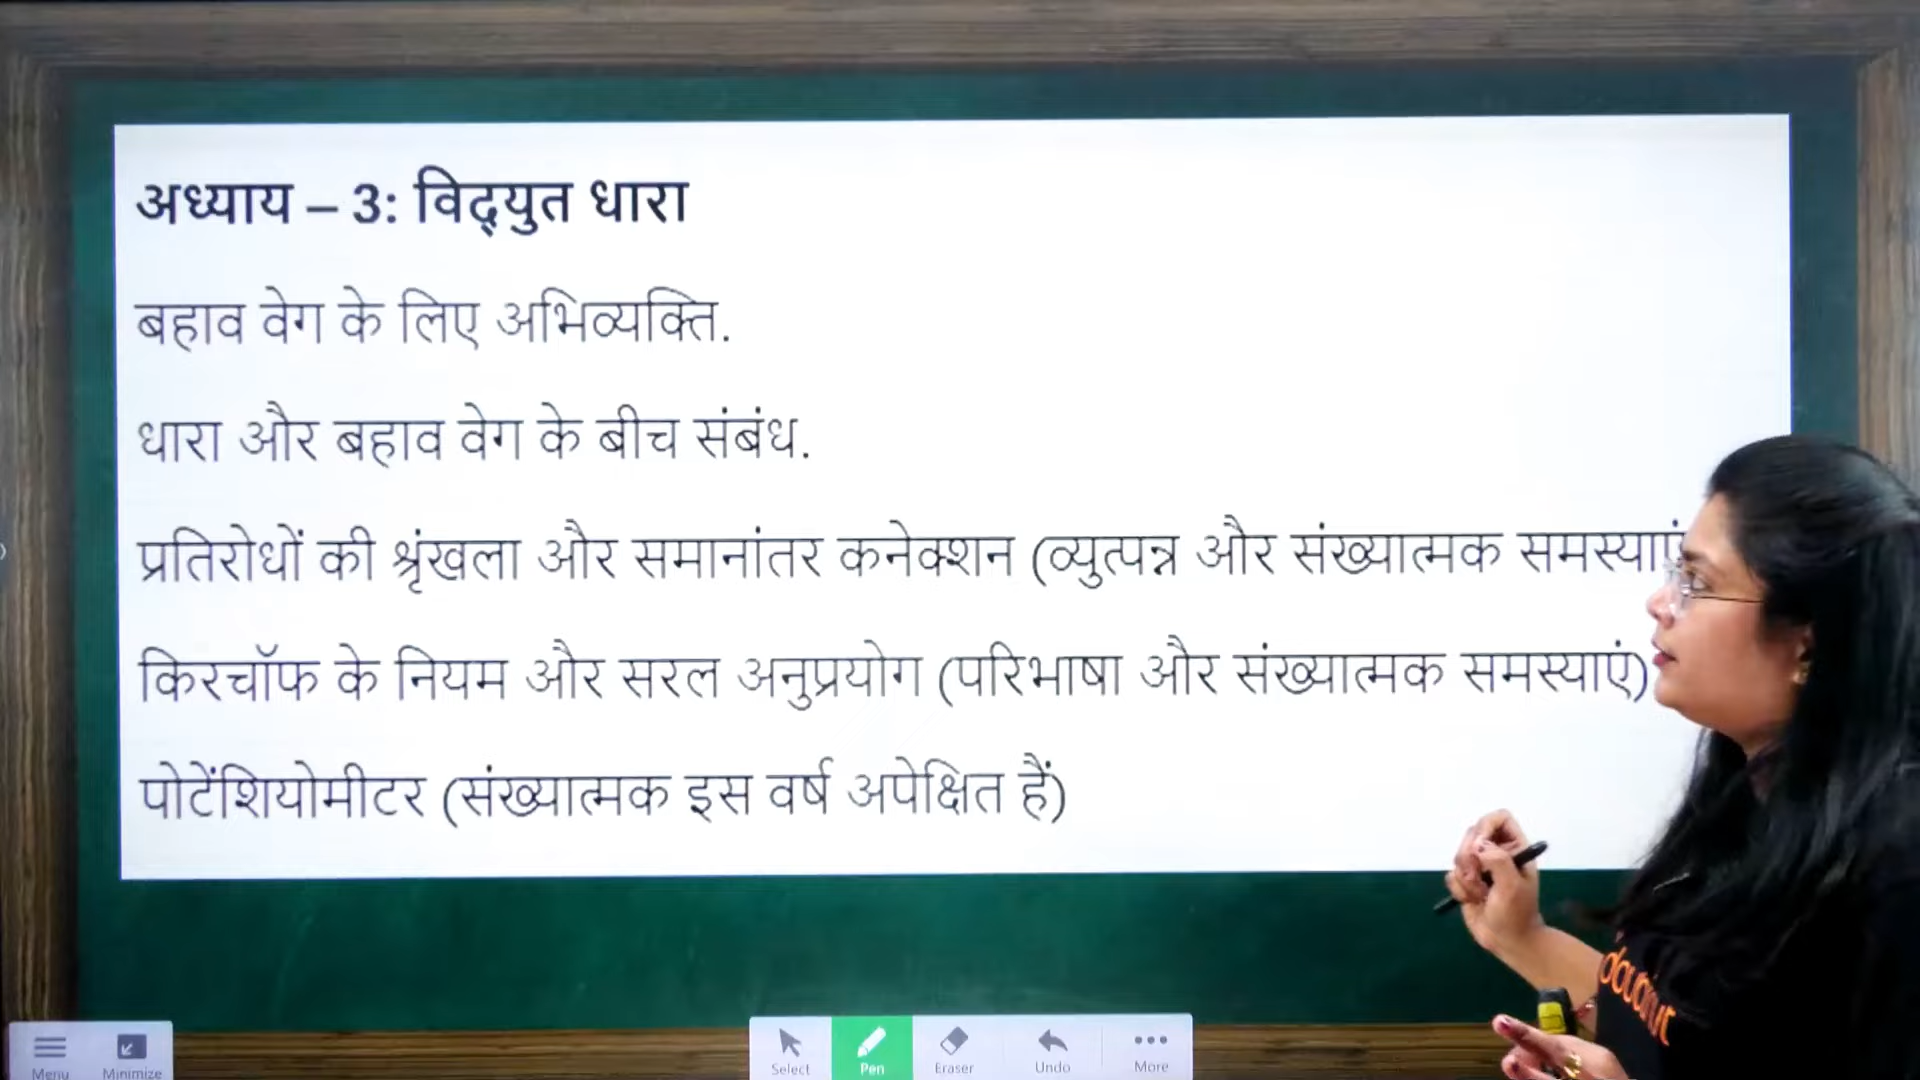 अध्याय – 3: विद्युत धारा
बहाव वेग के लिए अभिव्यक्ति.
धारा और बहाव वेग के बीच संबंध.
प्रतिरोधों की श्रृंखला और समानांतर कनेक्शन (व्युत्पन्न और संख्यात्मक समस्याएं
किरचॉफ के नियम और सरल अनुप्रयोग (परिभाषा और संख्यात्मक समस्याएं)
पोटेंशियोमीटर (संख्यात्मक इस वर्ष अपेक्षित हैं)
doubtnut
Menu Minimize Select Pen Eraser Undo More